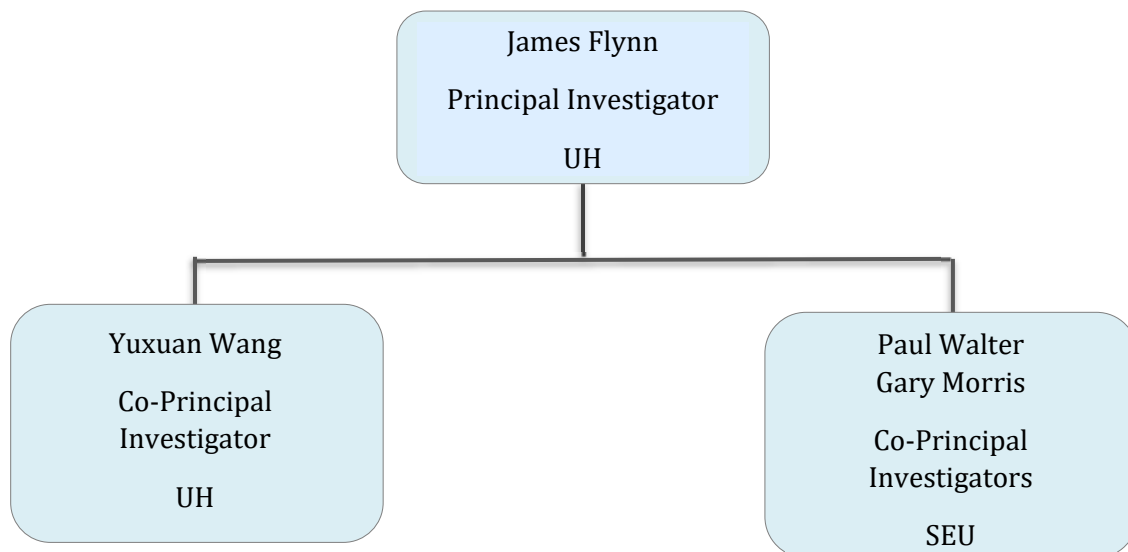 James Flynn
Principal Investigator
UH
Yuxuan Wang
Co-Principal
Investigator
UH
Paul Walter
Gary Morris
Co-Principal
Investigators
SEU